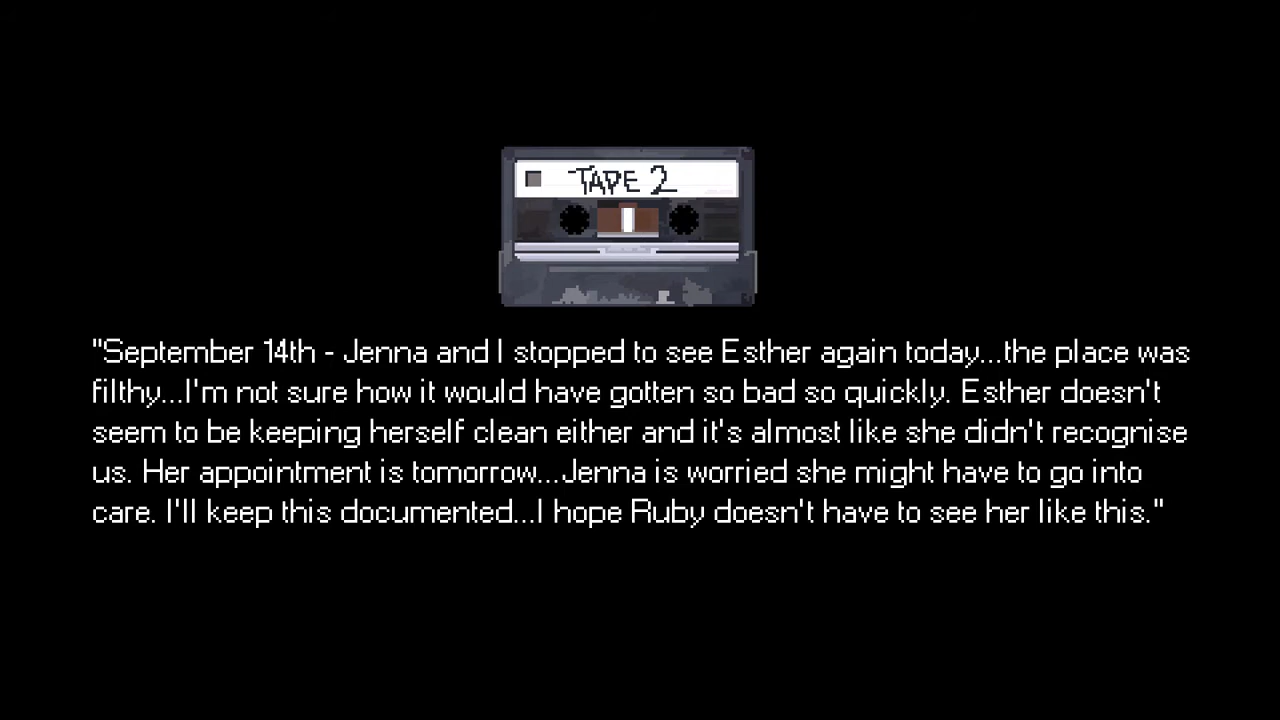 TAPE 2
"September 14th - Jenna and I stopped to see Esther again today...the place was
filthy...I'm not sure how it would have gotten so bad so quickly. Esther doesn't
seem to be keeping herself clean either and it's almost like she didn't recognise
us. Her appointment is tomorrow...Jenna is worried she might have to go into
care. I'll keep this documented...I hope Ruby doesn't have to see her like this."